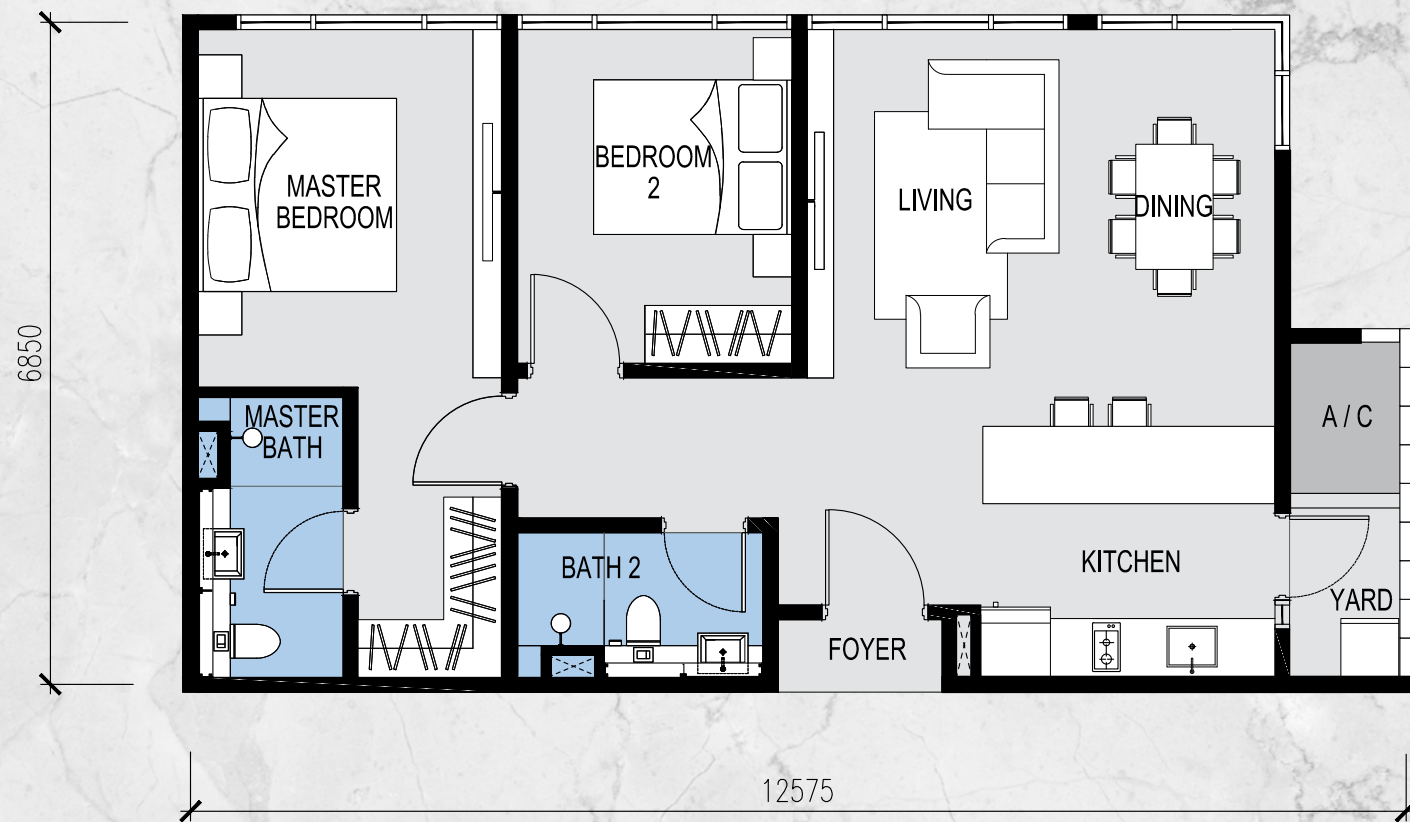 MASTER
BEDROOM
BEDROOM
2
LIVING
DINING
6850
MASTER
BATH
A / C
BATH 2
KITCHEN
YARD
FOYER
12575